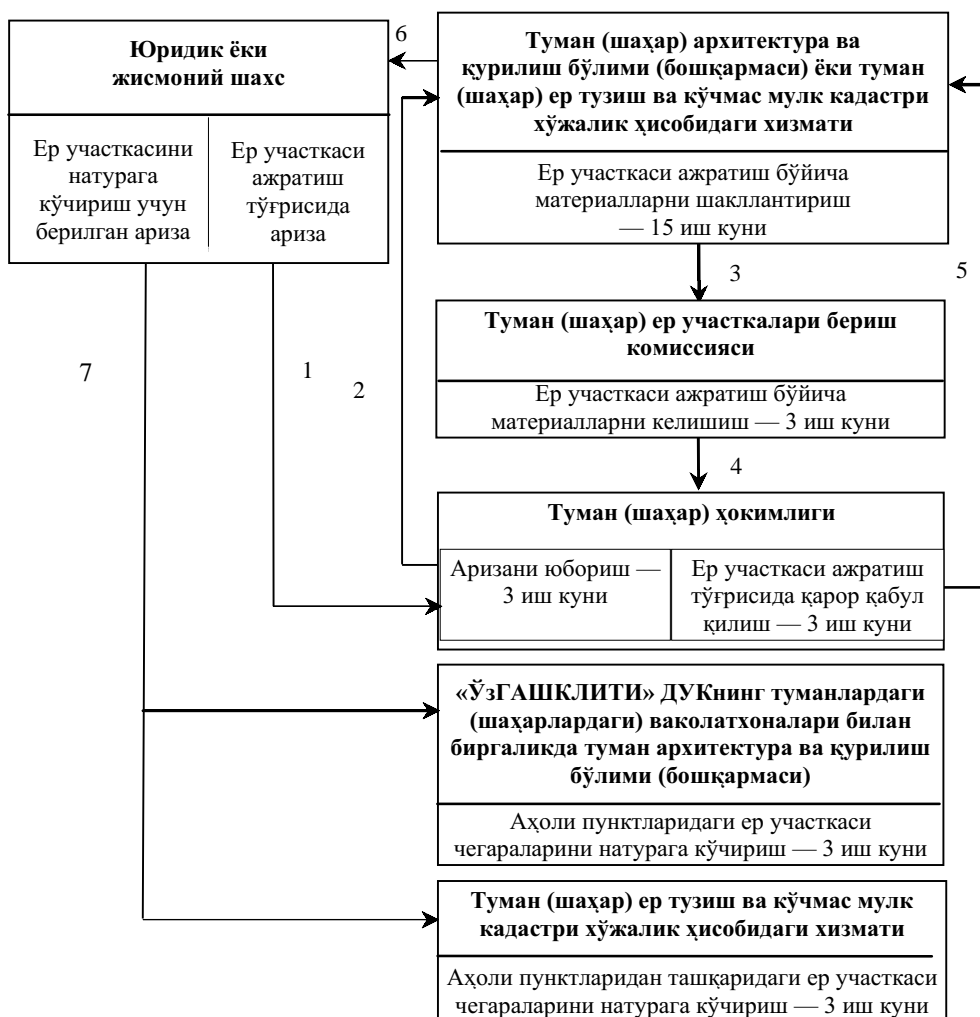 Юридик ёки
жисмоний шахс
Ер участкасини
натурага
кўчириш учун
берилган ариза
Ер участкаси
ажратиш
тўғрисида
ариза
6
Туман (шаҳар) архитектура ва
қурилиш бўлими (бошқармаси) ёки туман
(шаҳар) ер тузиш ва кўчмас мулк кадастри
хўжалик ҳисобидаги хизмати
Ер участкаси ажратиш бўйича
материалларни шакллантириш
— 15 иш куни
3
5
Туман (шаҳар) ер участкалари бериш
комиссияси
Ер участкаси ажратиш бўйича
материалларни келишиш — 3 иш куни
7
1
2
4
Туман (шаҳар) ҳокимлиги
Аризани юбориш —
3 иш куни
Ер участкаси ажратиш
тўғрисида қарор қабул
қилиш — 3 иш куни
«ЎзГАШКЛИТИ» ДУКнинг туманлардаги
(шаҳарлардаги) ваколатхоналари билан
биргаликда туман архитектура ва қурилиш
бўлими (бошқармаси)
Аҳоли пунктларидаги ер участкаси
чегараларини натурага кўчириш — 3 иш куни
Туман (шаҳар) ер тузиш ва кўчмас мулк
кадастри хўжалик ҳисобидаги хизмати
Аҳоли пунктларидан ташқаридаги ер участкаси
чегараларини натурага кўчириш — 3 иш куни